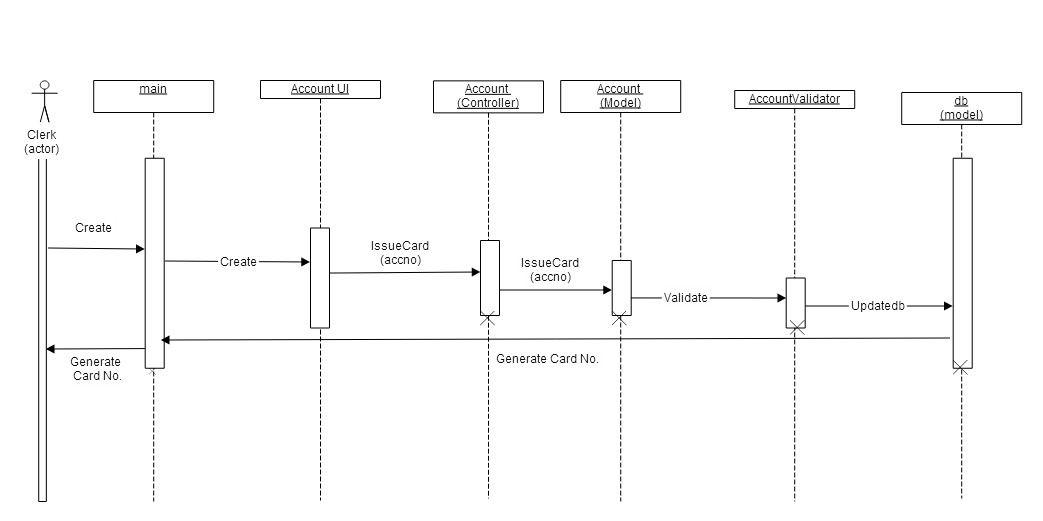 main
Account UI
Account
(Controller)
Account
(Model)
AccountValidator
db
(model)
Clerk
(actor)
Create
Create
IssueCard
(accno)
IssueCard
(accno)
Validate
Updatedb
Generate
Card No.
Generate Card No.